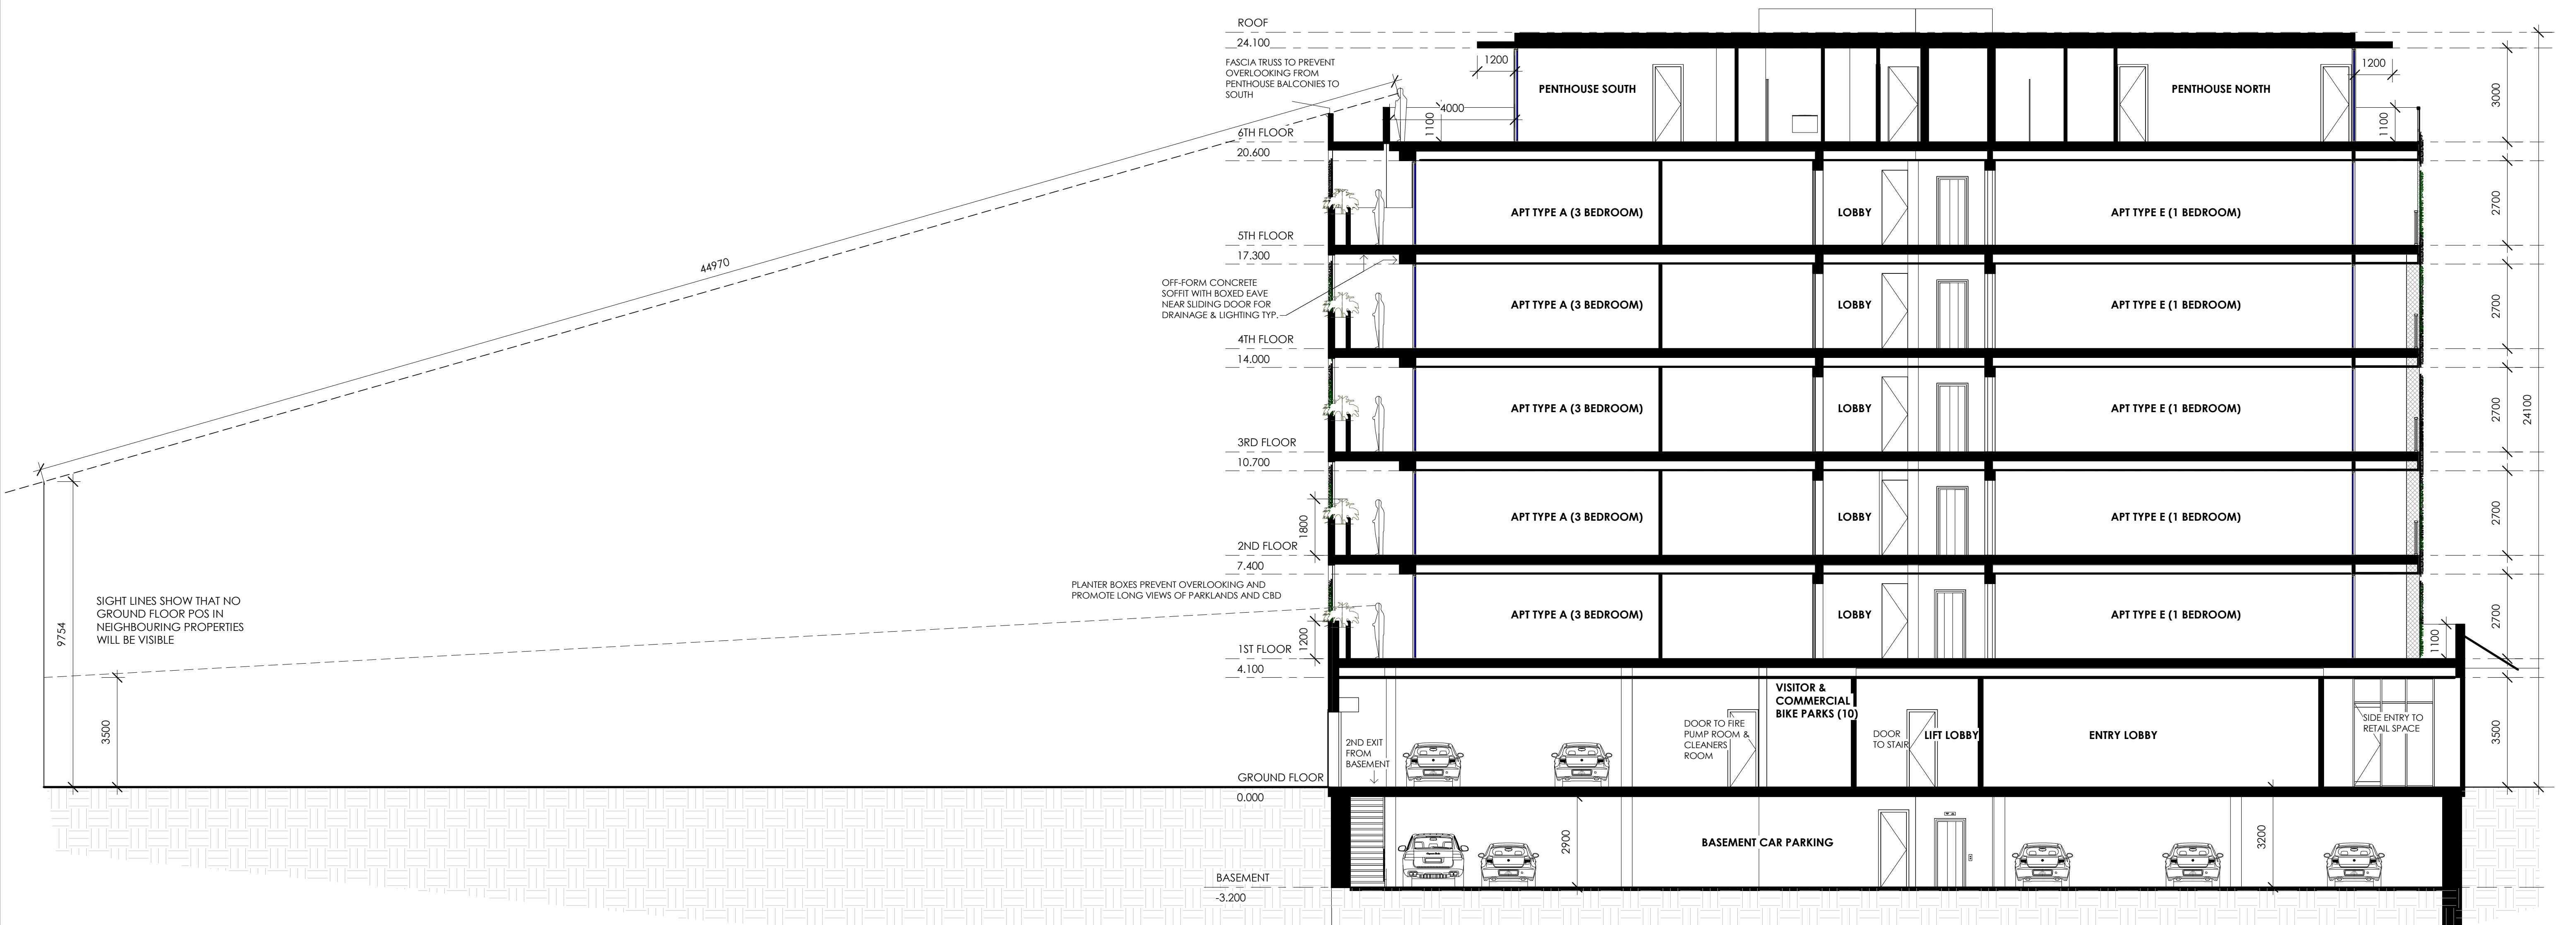 ROOF
24.100
FASCIA TRUSS TO PREVENT
OVERLOOKING FROM
PENTHOUSE BALCONIES TO
SOUTH
1200
PENTHOUSE SOUTH
PENTHOUSE NORTH
1200
3000
4000
1100
1100
6TH FLOOR
20.600
APT TYPE A (3 BEDROOM)
LOBBY
APT TYPE E (1 BEDROOM)
2700
5TH FLOOR
17.300
44970
OFF-FORM CONCRETE
SOFFIT WITH BOXED EAVE
NEAR SLIDING DOOR FOR
DRAINAGE & LIGHTING TYP.
APT TYPE A (3 BEDROOM)
LOBBY
APT TYPE E (1 BEDROOM)
2700
4TH FLOOR
14.000
APT TYPE A (3 BEDROOM)
LOBBY
APT TYPE E (1 BEDROOM)
2700
24100
3RD FLOOR
10.700
1800
APT TYPE A (3 BEDROOM)
LOBBY
APT TYPE E (1 BEDROOM)
2700
2ND FLOOR
7.400
PLANTER BOXES PREVENT OVERLOOKING AND
PROMOTE LONG VIEWS OF PARKLANDS AND CBD
1200
APT TYPE A (3 BEDROOM)
LOBBY
APT TYPE E (1 BEDROOM)
2700
1100
SIGHT LINES SHOW THAT NO
GROUND FLOOR POS IN
NEIGHBOURING PROPERTIES
WILL BE VISIBLE
9754
3500
1ST FLOOR
4.100
2ND EXIT
FROM
BASEMENT
DOOR TO FIRE
PUMP ROOM &
CLEANERS
ROOM
VISITOR &
COMMERCIAL
BIKE PARKS (10)
DOOR
TO STAIR
LIFT LOBBY
ENTRY LOBBY
SIDE ENTRY TO
RETAIL SPACE
3500
GROUND FLOOR
0.000
2900
BASEMENT CAR PARKING
3200
BASEMENT
-3.200